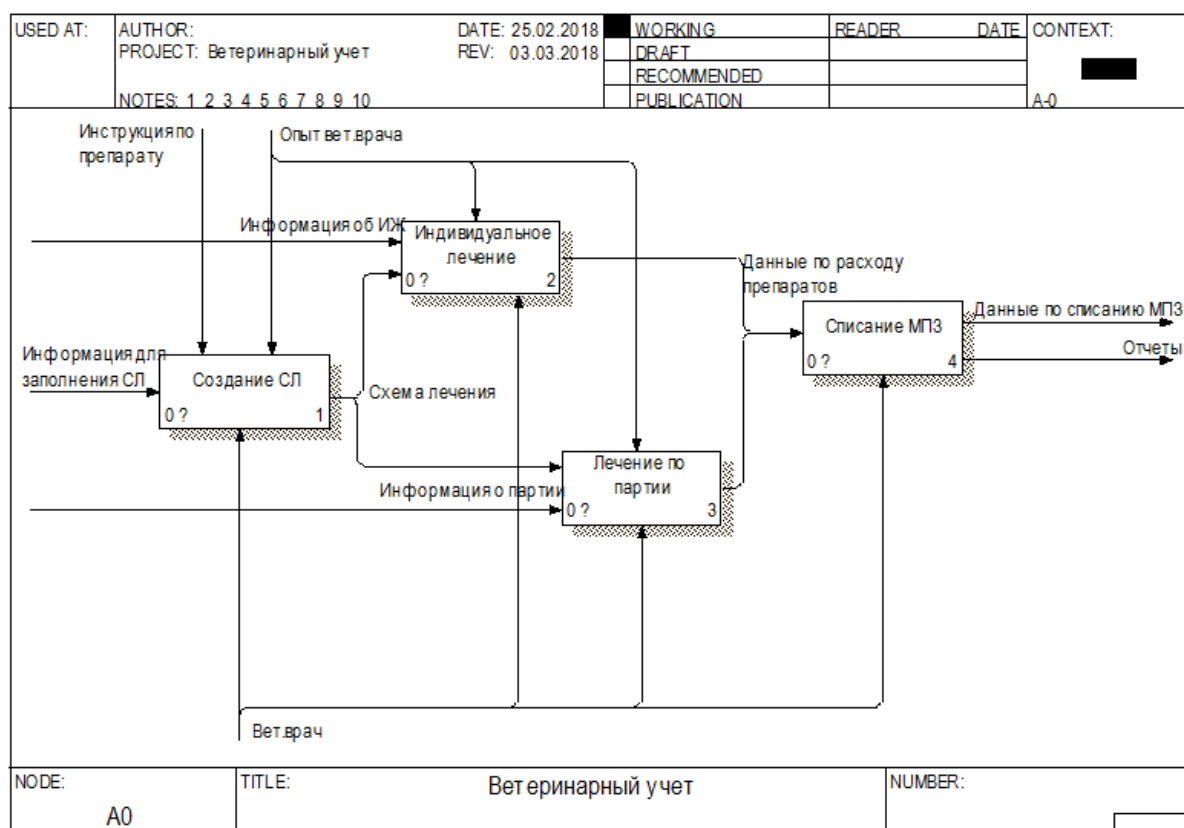 USED AT:
AUTHOR:
DATE: 25.02.2018
PROJECT: Ветеринарный учет
REV: 03.03.2018
NOTES: 1 2 3 4 5 6 7 8 9 10
WORKING
DRAFT
RECOMMENDED
PUBLICATION
READER
DATE
CONTEXT:
A-0
Инструкция по
препарату
Опыт вет.врача
Информация об ИЖ
Индивидуальное
лечение
0 ?
2
Данные по расходу
препаратов
Списание МПЗ
0 ?
4
Данные по списанию МПЗ
Отчеты
Информация для
заполнения СЛ
Создание СЛ
0 ?
1
Схема лечения
Информация о партии
Лечение по
партии
0 ?
3
Вет.врач
NODE:
A0
TITLE:
Ветеринарный учет
NUMBER: